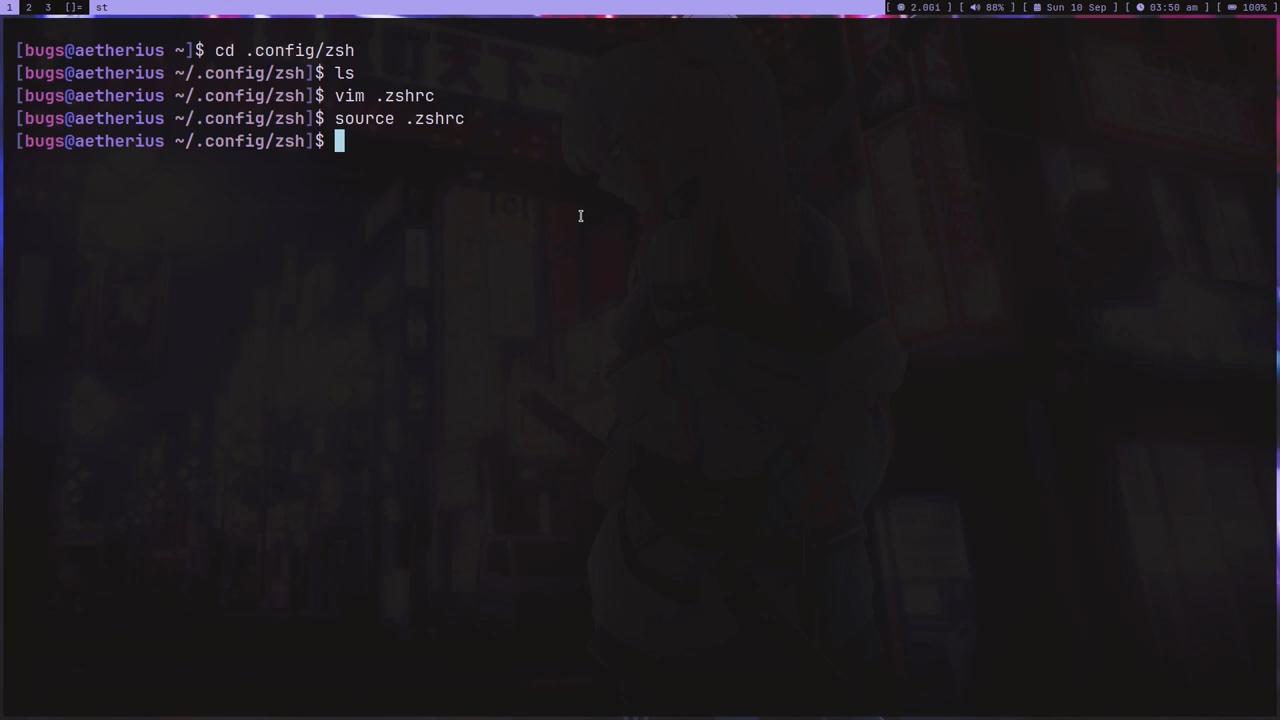 1 2 3 []= st [ 2.06i ] [ 88% ] [ Sun 10 Sep ] [ 03:50 am ] [ 100% ]
[bugs@aetherius ~]$ cd .config/zsh
[bugs@aetherius ~/.config/zsh]$ ls
[bugs@aetherius ~/.config/zsh]$ vim .zshrc
[bugs@aetherius ~/.config/zsh]$ source .zshrc
[bugs@aetherius ~/.config/zsh]$